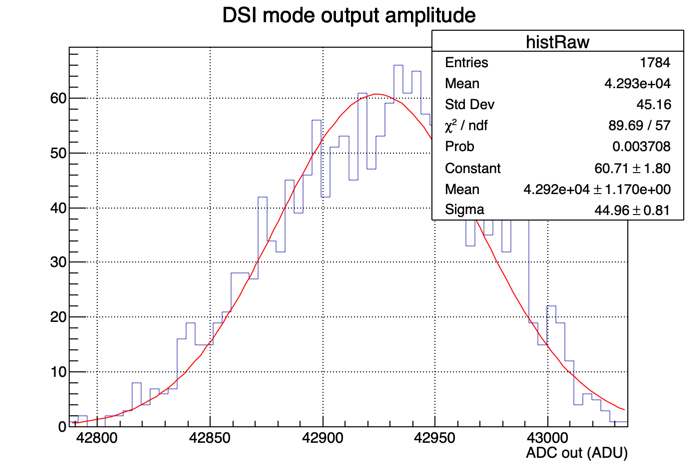 DSI mode output amplitude
histRaw
Entries 1784
Mean 4.293e+04
Std Dev 45.16
χ² / ndf 89.69 / 57
Prob 0.003708
Constant 60.71 ± 1.80
Mean 4.292e+04 ± 1.170e+00
Sigma 44.96 ± 0.81
60
50
40
30
20
10
0
42800 42850 42900 42950 43000
ADC out (ADU)